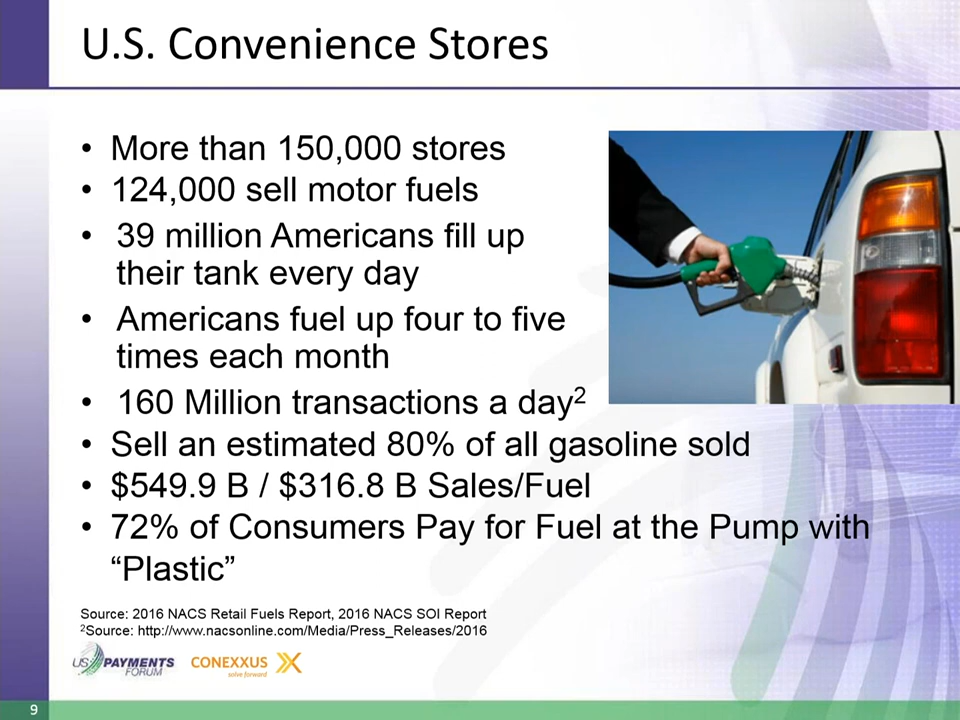 U.S. Convenience Stores
• More than 150,000 stores
• 124,000 sell motor fuels
• 39 million Americans fill up
their tank every day
• Americans fuel up four to five
times each month
• 160 Million transactions a day²
• Sell an estimated 80% of all gasoline sold
• $549.9 B / $316.8 B Sales/Fuel
• 72% of Consumers Pay for Fuel at the Pump with
“Plastic”
Source: 2016 NACS Retail Fuels Report, 2016 NACS SOI Report
²Source: http://www.nacsonline.com/Media/Press_Releases/2016
US PAYMENTS
FORUM
CONEXXUS
solve forward
9